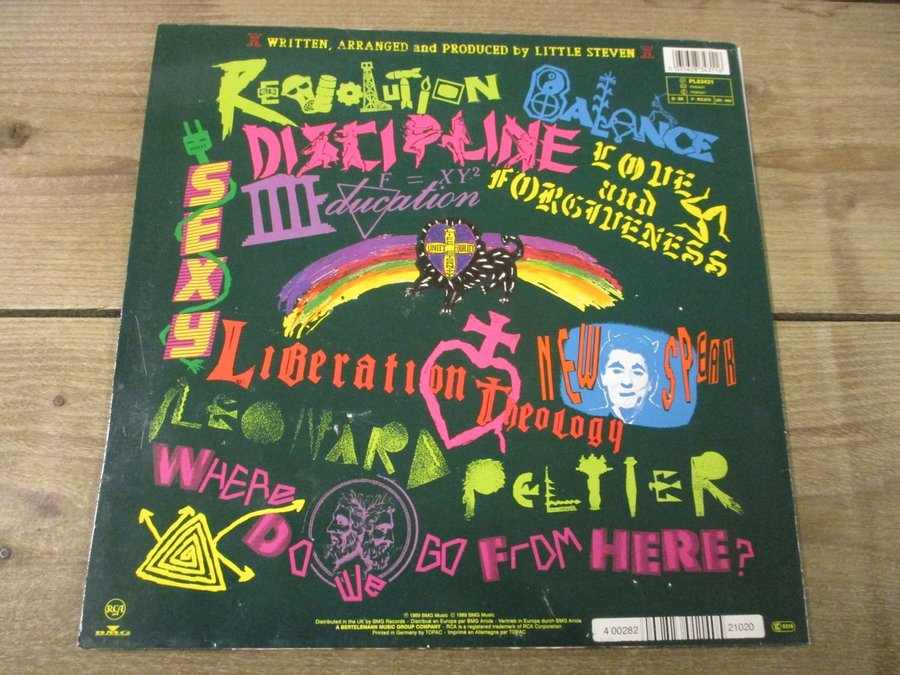 WRITTEN, ARRANGED and PRODUCED by LITTLE STEVEN
PL83431
REVOLUTION
BALANCE
DISCIPLINE
LOVE
and
FORGIVENESS
SEXY
F = XY²
Education
UNITY EQUALITY
LIBERATION
THEOLOGY
NEW SPEAK
LEONARD
PELTIER
WHERE
DO WE GO FROM HERE?
RCA
BMG
℗ 1989 BMG Music © 1989 BMG Music
Distributed in the UK by BMG Records · Distribué en Europe par BMG Ariola · Vertrieb in Europa durch BMG Ariola
A BERTELSMANN MUSIC GROUP COMPANY · RCA is a registered trademark of RCA Corporation
Printed in Germany by TOPAC · Imprimé en Allemagne par TOPAC
4 00282 21020